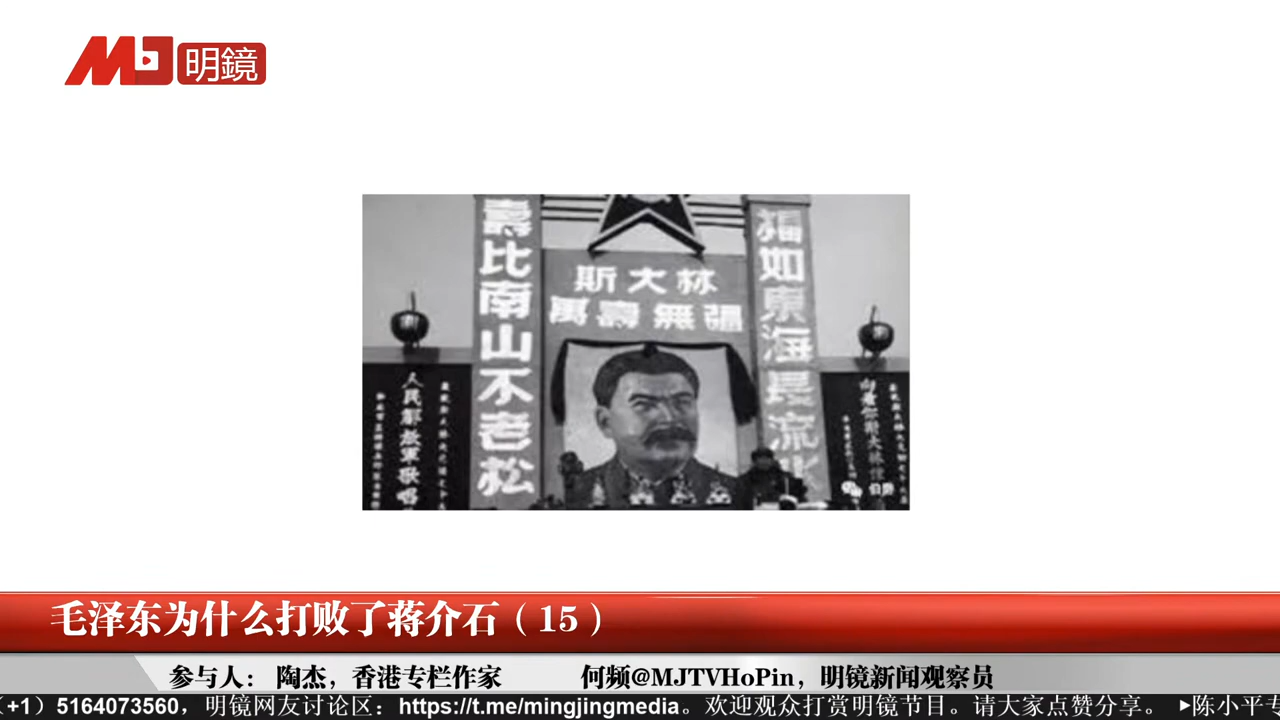 明鏡
壽比南山不老松
斯大林
萬壽無疆
福如東海長流水
人民解放軍歌唱
毛泽东为什么打败了蒋介石（15）
参与人： 陶杰，香港专栏作家 何频@MJTVHoPin，明镜新闻观察员
（+1）5164073560，明镜网友讨论区：https://t.me/mingjingmedia。欢迎观众打赏明镜节目。请大家点赞分享。 ▶陈小平专